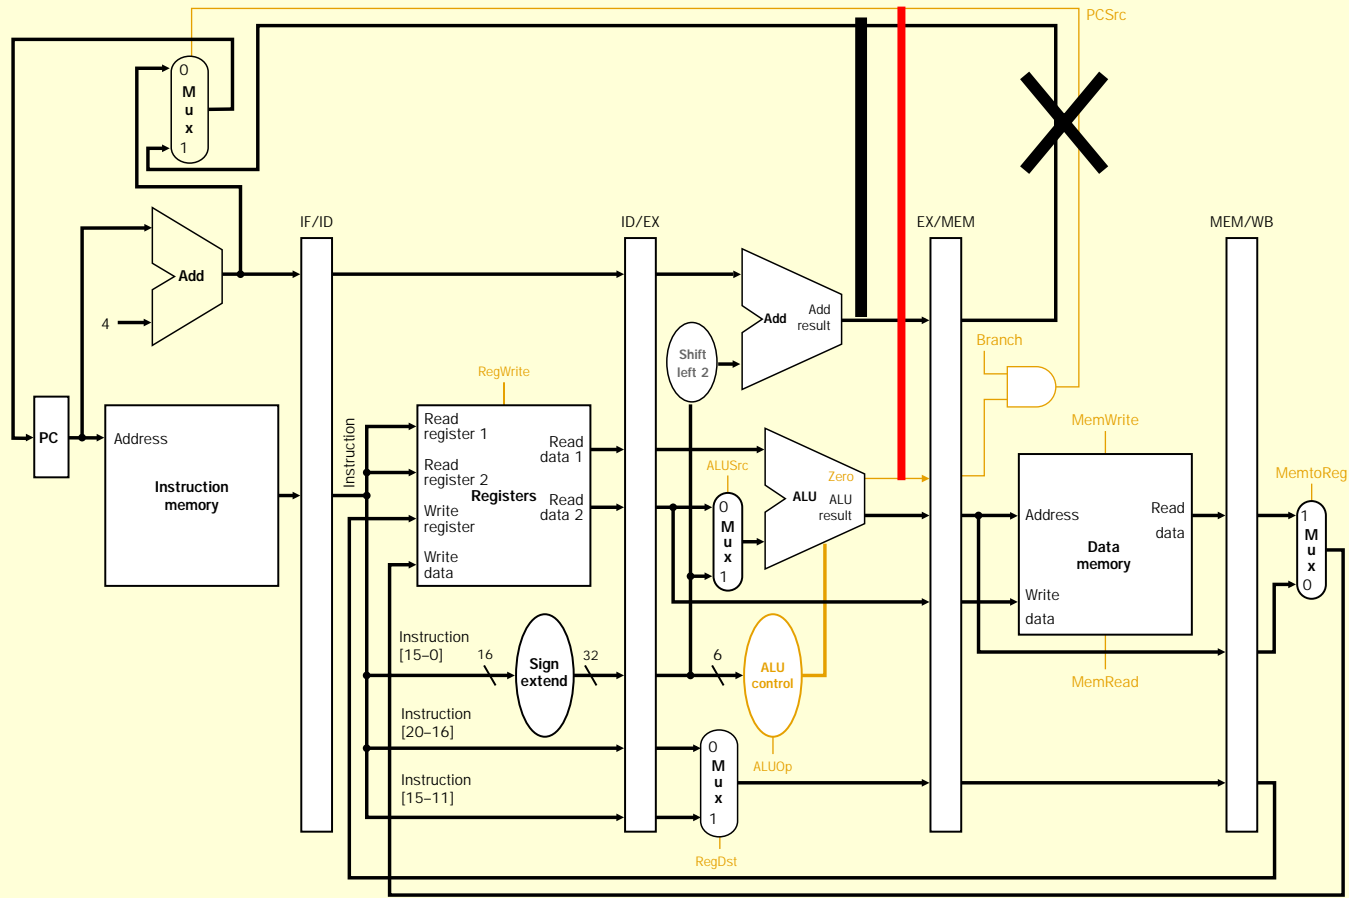 PCSrc
0
M
u
x
1
IF/ID
ID/EX
EX/MEM
MEM/WB
Add
4
Add
Add
result
Shift
left 2
Branch
RegWrite
PC
Address
Instruction
memory
Instruction
Read
register 1
Read
register 2
Write
register
Write
data
Registers
Read
data 1
Read
data 2
ALUSrc
0
M
u
x
1
Zero
ALU
ALU
result
MemWrite
Address
Read
data
Data
memory
Write
data
MemRead
MemtoReg
1
M
u
x
0
Instruction
[15–0]
16
Sign
extend
32
6
ALU
control
ALUOp
Instruction
[20–16]
Instruction
[15–11]
0
M
u
x
1
RegDst